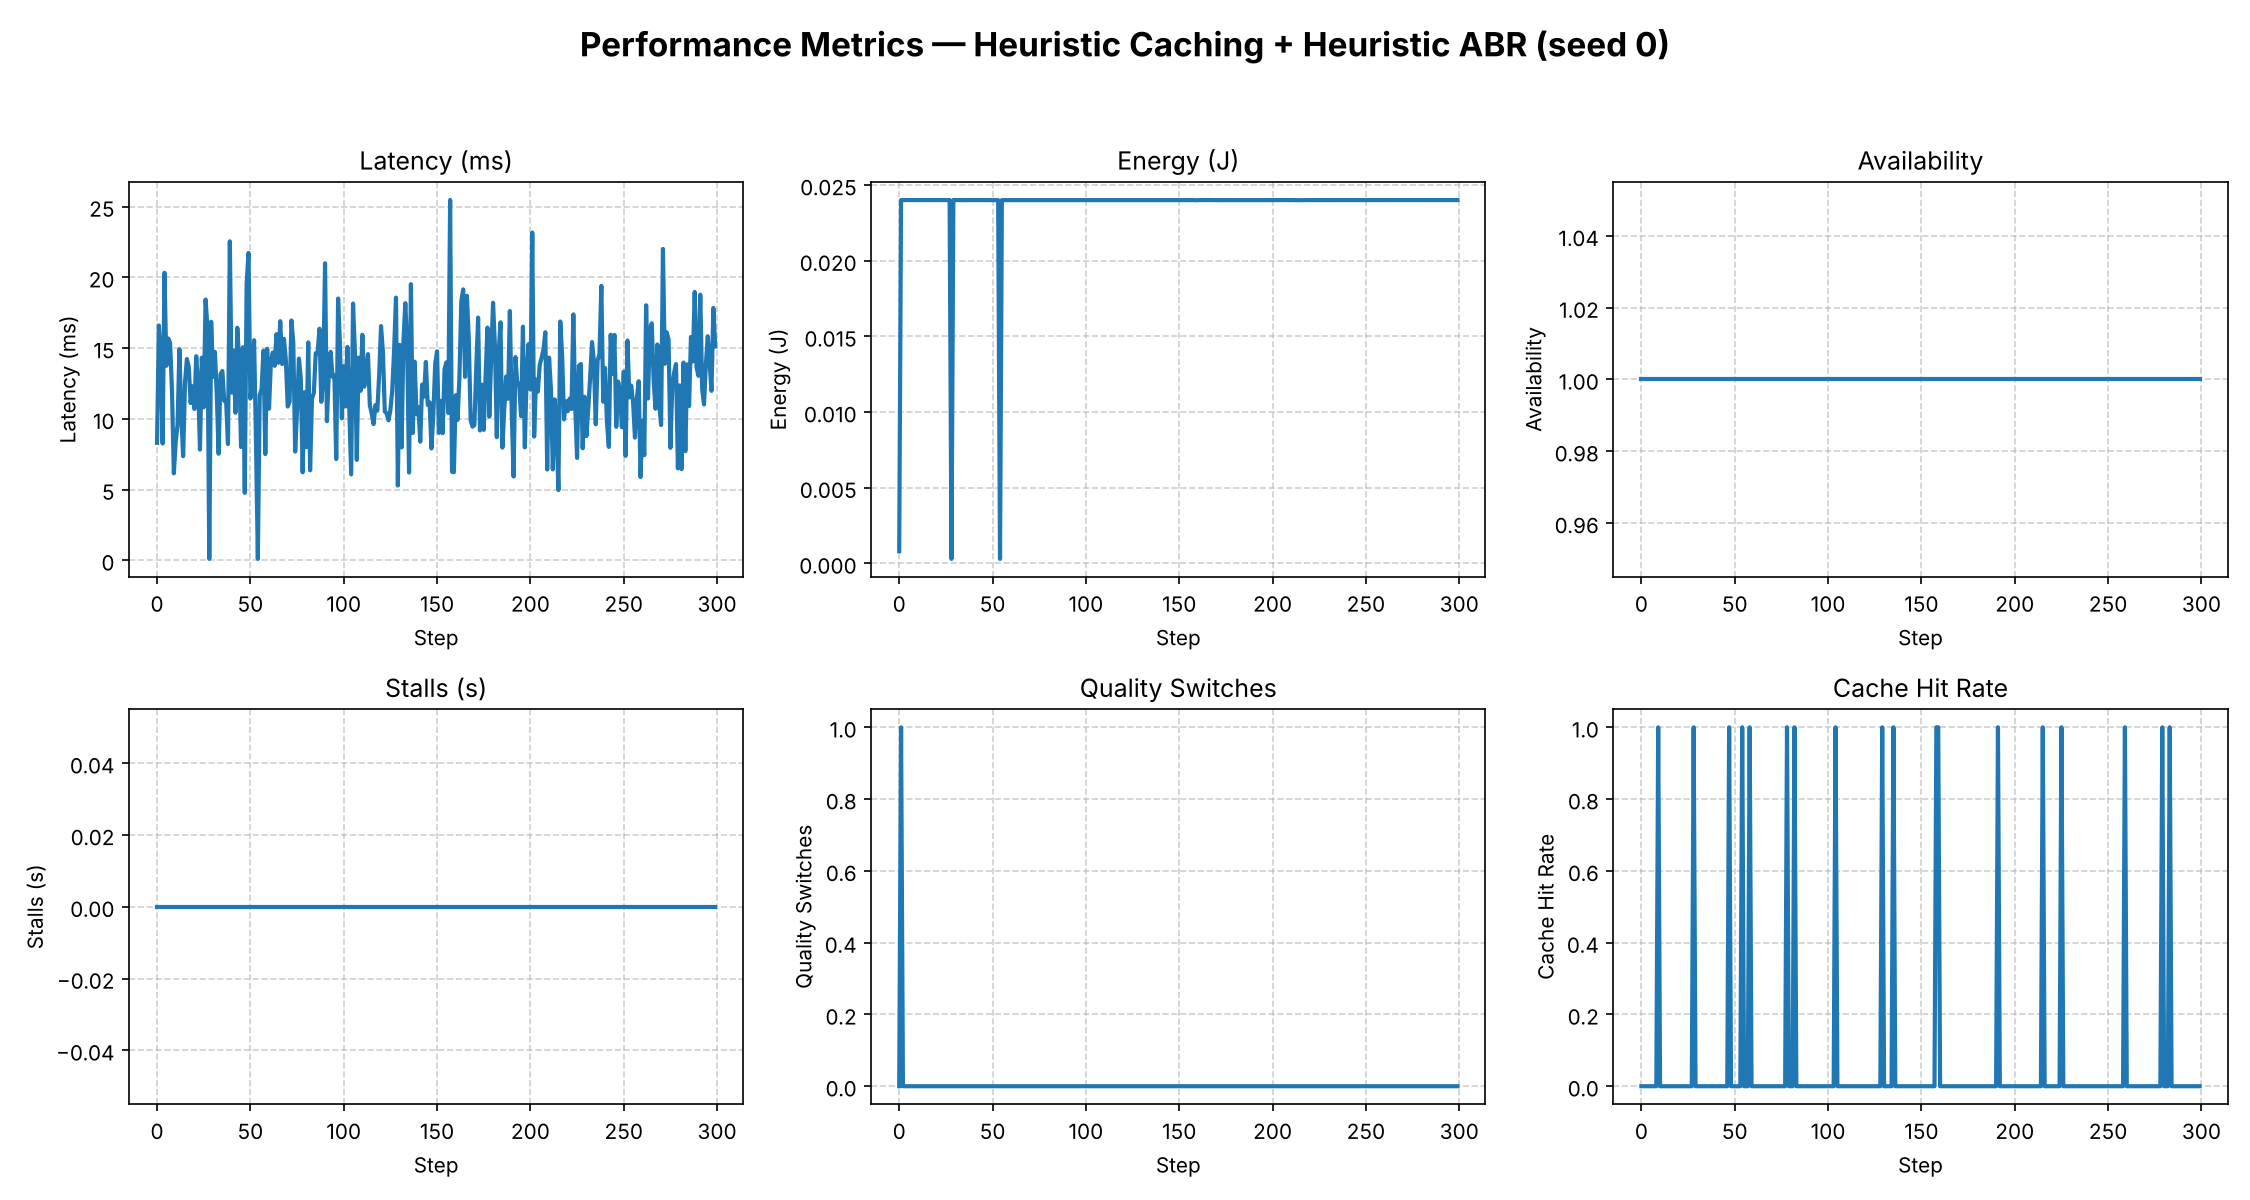 Performance Metrics — Heuristic Caching + Heuristic ABR (seed 0)
Latency (ms)
Latency (ms)
25
20
15
10
5
0
0 50 100 150 200 250 300
Step
Energy (J)
Energy (J)
0.025
0.020
0.015
0.010
0.005
0.000
0 50 100 150 200 250 300
Step
Availability
Availability
1.04
1.02
1.00
0.98
0.96
0 50 100 150 200 250 300
Step
Stalls (s)
Stalls (s)
0.04
0.02
0.00
−0.02
−0.04
0 50 100 150 200 250 300
Step
Quality Switches
Quality Switches
1.0
0.8
0.6
0.4
0.2
0.0
0 50 100 150 200 250 300
Step
Cache Hit Rate
Cache Hit Rate
1.0
0.8
0.6
0.4
0.2
0.0
0 50 100 150 200 250 300
Step